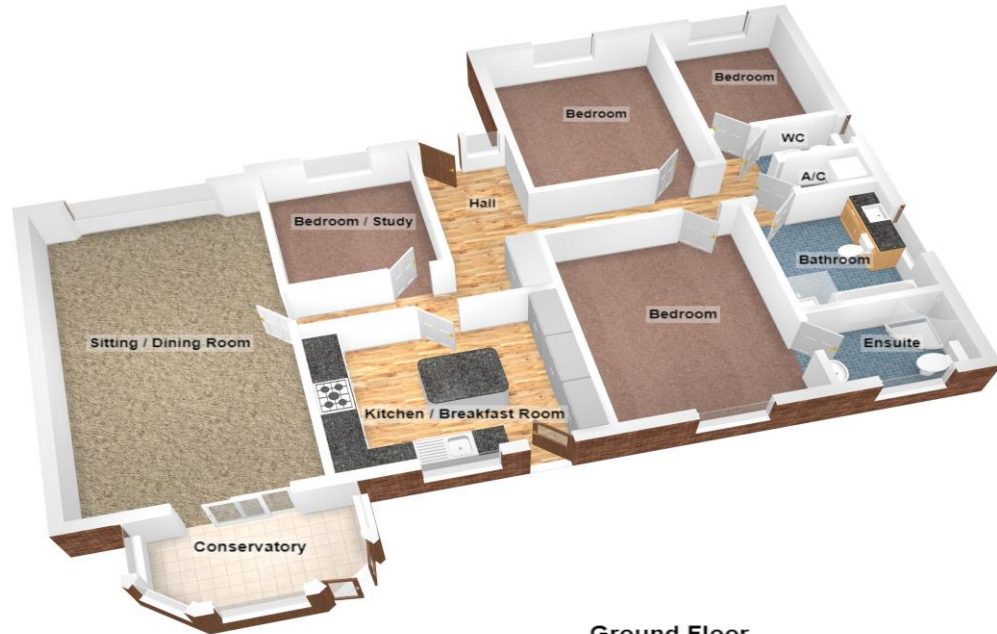 Bedroom
Bedroom
WC
A/C
Hall
Bedroom / Study
Bathroom
Bedroom
Sitting / Dining Room
Ensuite
Kitchen / Breakfast Room
Conservatory
Ground Floor